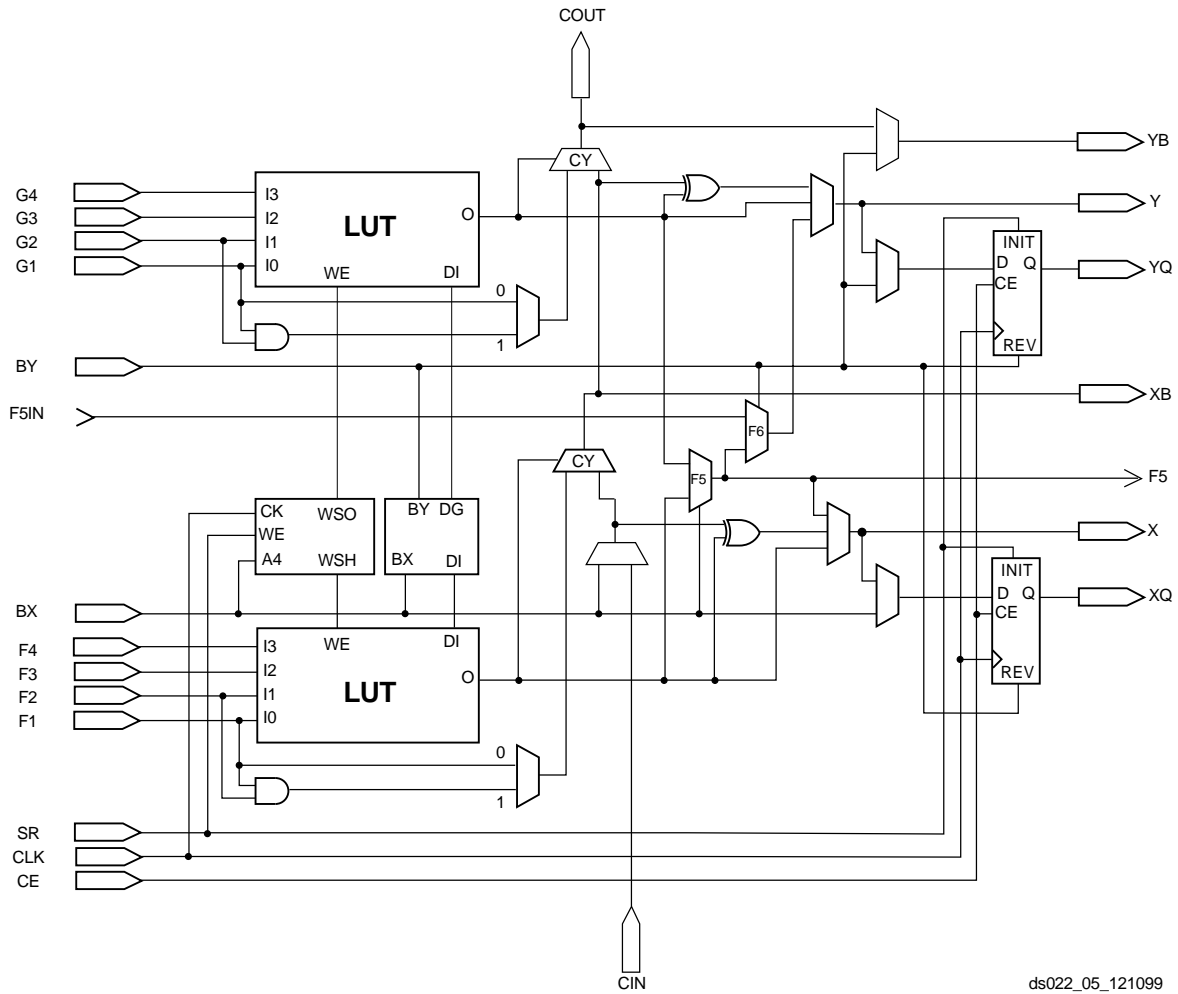 COUT
YB
CY
G4
I3
G3
I2
LUT
O
Y
G2
I1
INIT
G1
I0
WE
DI
D
Q
YQ
CE
0
1
REV
BY
XB
F5IN
F6
CY
F5
F5
CK
WSO
BY
DG
WE
X
A4
WSH
BX
DI
INIT
D
Q
XQ
BX
CE
F4
I3
WE
DI
F3
I2
O
REV
F2
I1
LUT
F1
I0
0
1
SR
CLK
CE
CIN
ds022_05_121099